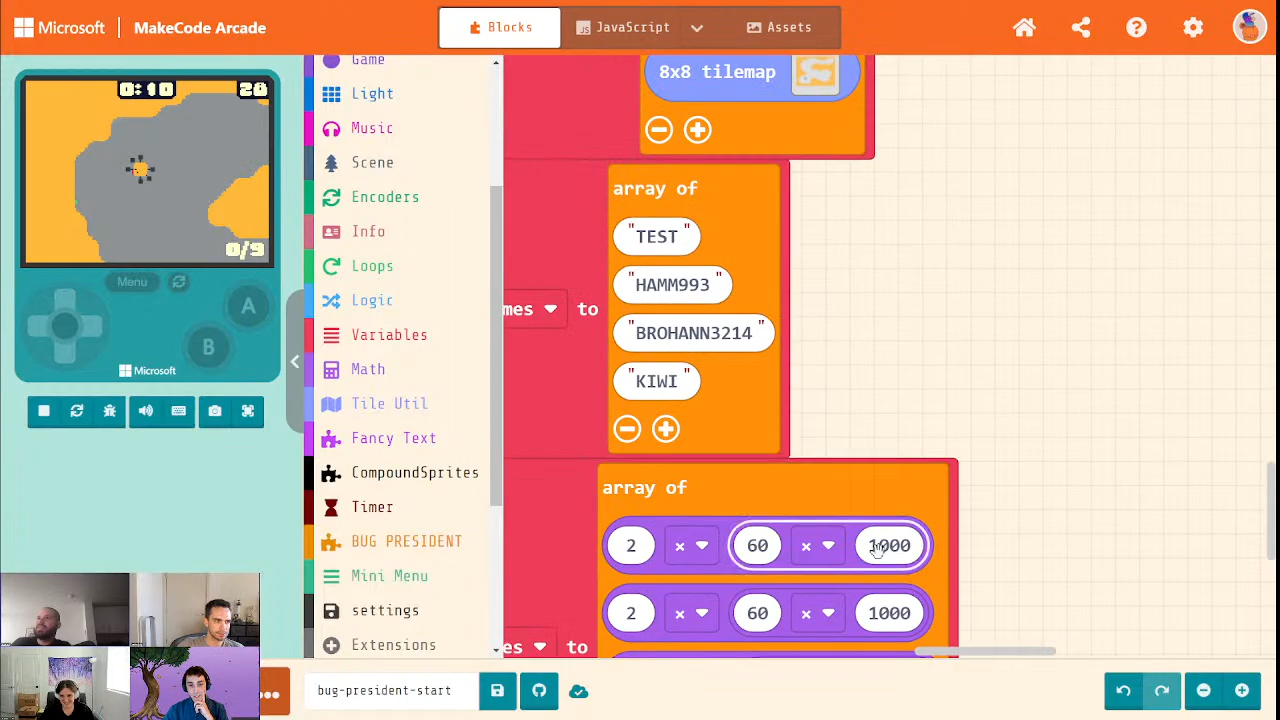 Microsoft
MakeCode Arcade
Blocks
JavaScript
Assets
0:10
28
0/9
Menu
A
B
Microsoft
Game
Light
Music
Scene
Encoders
Info
Loops
Logic
Variables
Math
Tile Util
Fancy Text
CompoundSprites
Timer
BUG PRESIDENT
Mini Menu
settings
Extensions
8x8 tilemap
mes to
array of
"TEST"
"HAMM993"
"BROHANN3214"
"KIWI"
es to
array of
2 × 60 × 1000
2 × 60 × 1000
bug-president-start